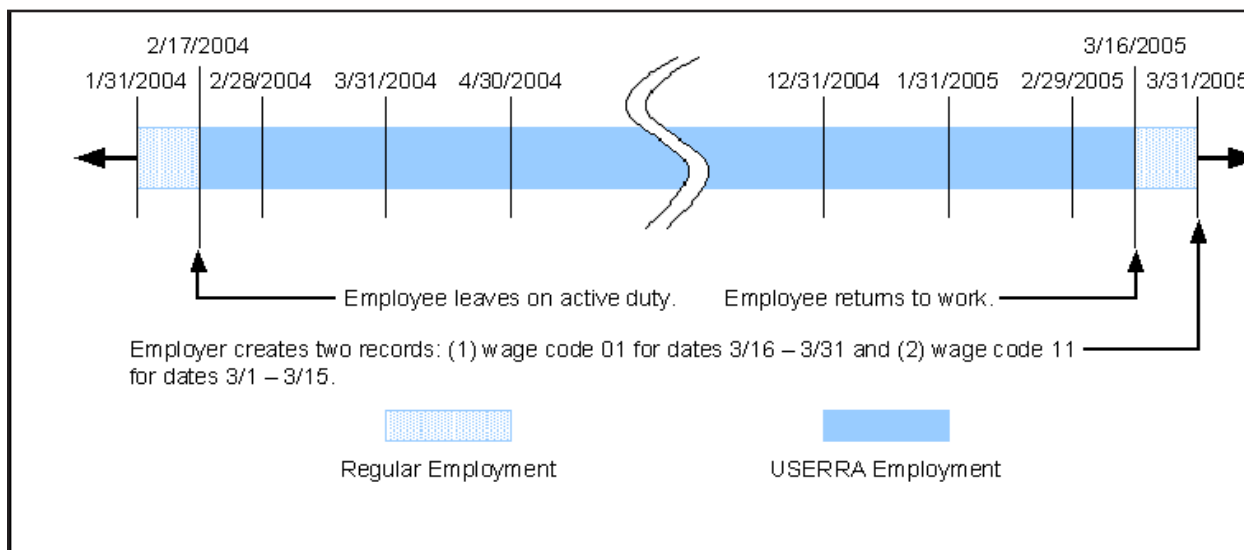 2/17/2004 3/16/2005
1/31/2004 2/28/2004 3/31/2004 4/30/2004 12/31/2004 1/31/2005 2/29/2005 3/31/2005
Employee leaves on active duty. Employee returns to work.
Employer creates two records: (1) wage code 01 for dates 3/16 – 3/31 and (2) wage code 11
for dates 3/1 – 3/15.
Regular Employment USERRA Employment